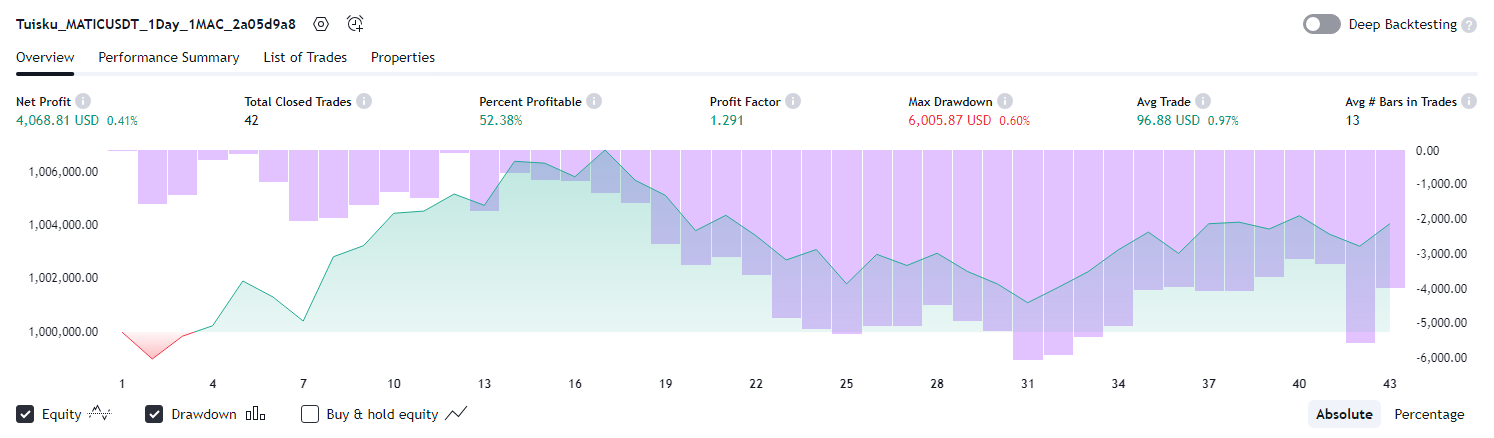 Tuisku_MATICUSDT_1Day_1MAC_2a05d9a8 Deep Backtesting ?
Overview Performance Summary List of Trades Properties
Net Profit i Total Closed Trades i Percent Profitable i Profit Factor i Max Drawdown i Avg Trade i Avg # Bars in Trades i
4,068.81 USD 0.41% 42 52.38% 1.291 6,005.87 USD 0.60% 96.88 USD 0.97% 13
0.00
1,006,000.00
-1,000.00
-2,000.00
1,004,000.00
-3,000.00
1,002,000.00
-4,000.00
-5,000.00
1,000,000.00
-6,000.00
1 4 7 10 13 16 19 22 25 28 31 34 37 40 43
Equity Drawdown Buy & hold equity Absolute Percentage